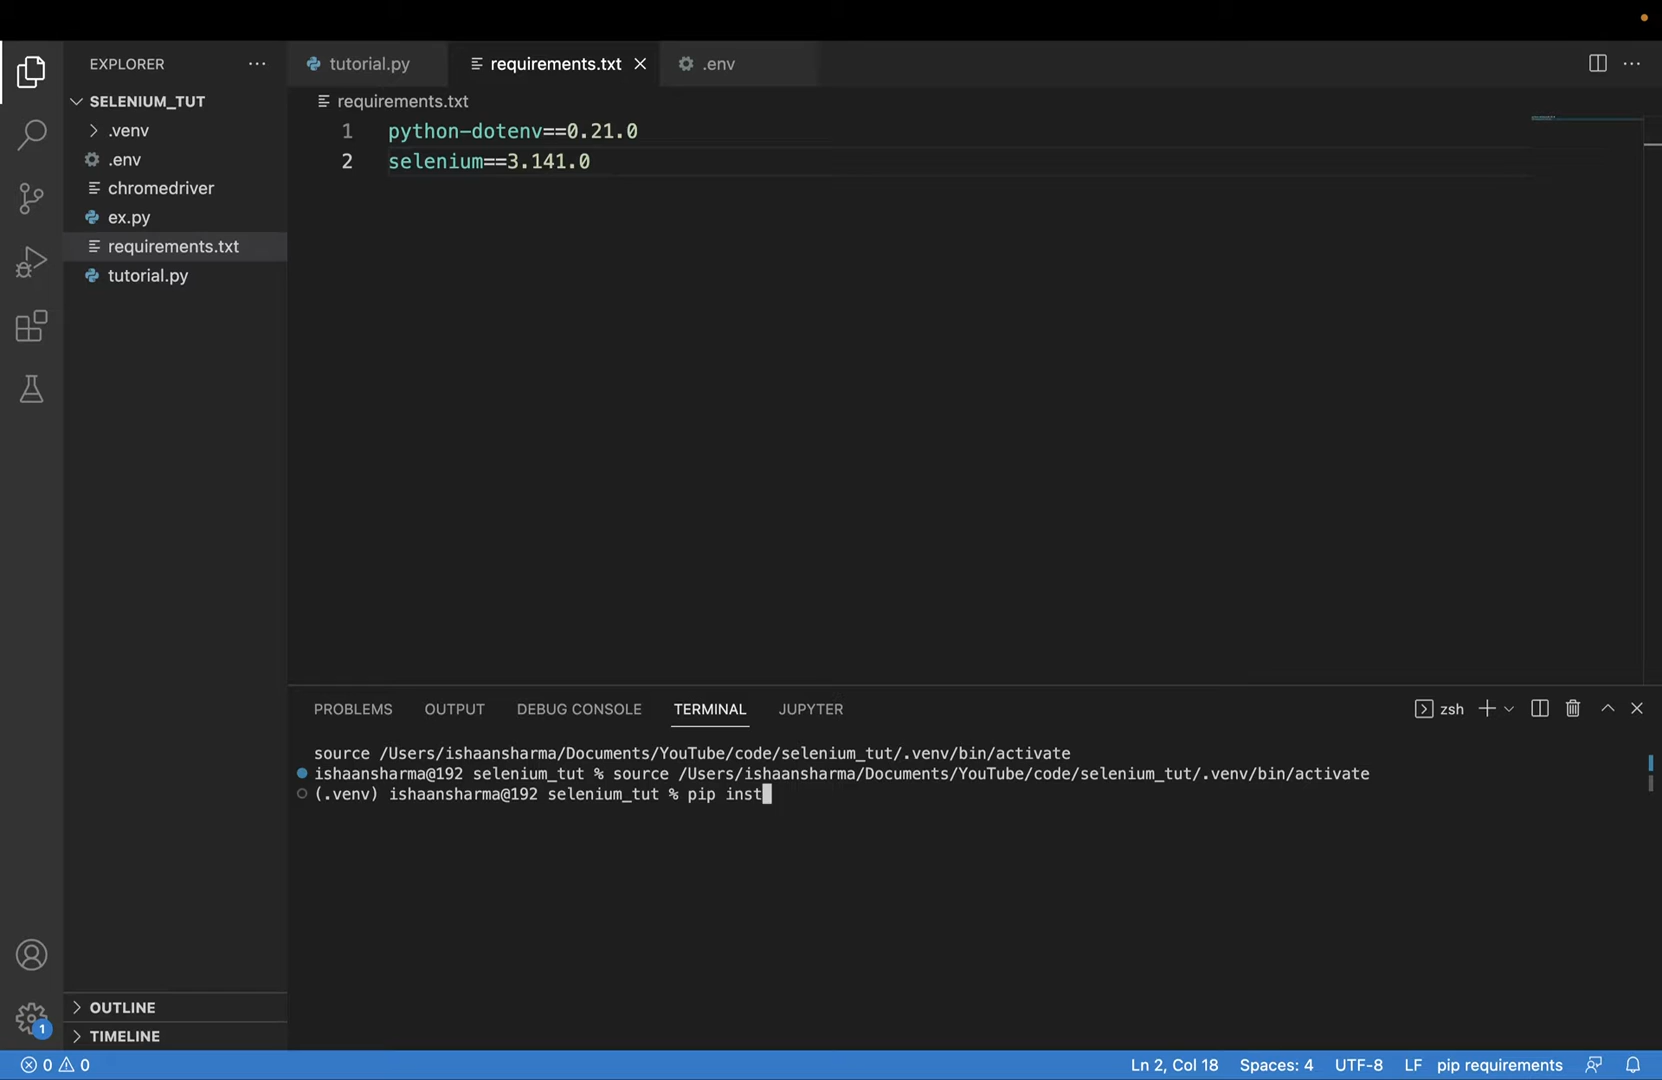 EXPLORER
SELENIUM_TUT
.venv
.env
chromedriver
ex.py
requirements.txt
tutorial.py
OUTLINE
TIMELINE
tutorial.py
requirements.txt
.env
requirements.txt
1 python-dotenv==0.21.0
2 selenium==3.141.0
PROBLEMS OUTPUT DEBUG CONSOLE TERMINAL JUPYTER
zsh
source /Users/ishaansharma/Documents/YouTube/code/selenium_tut/.venv/bin/activate
ishaansharma@192 selenium_tut % source /Users/ishaansharma/Documents/YouTube/code/selenium_tut/.venv/bin/activate
(.venv) ishaansharma@192 selenium_tut % pip inst
1
0 0
Ln 2, Col 18 Spaces: 4 UTF-8 LF pip requirements